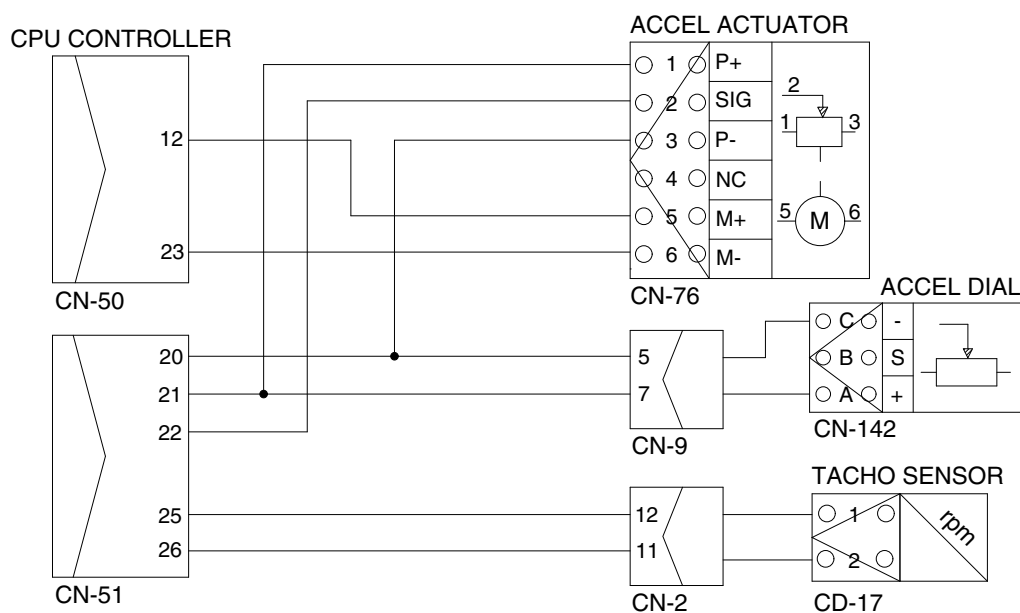 CPU CONTROLLER
12
23
CN-50
20
21
22
25
26
CN-51
ACCEL ACTUATOR
1 P+
2 SIG
3 P-
4 NC
5 M+
6 M-
2
1 3
5 M 6
CN-76
5
7
CN-9
ACCEL DIAL
C -
B S
A +
CN-142
12
11
CN-2
TACHO SENSOR
1
2
rpm
CD-17